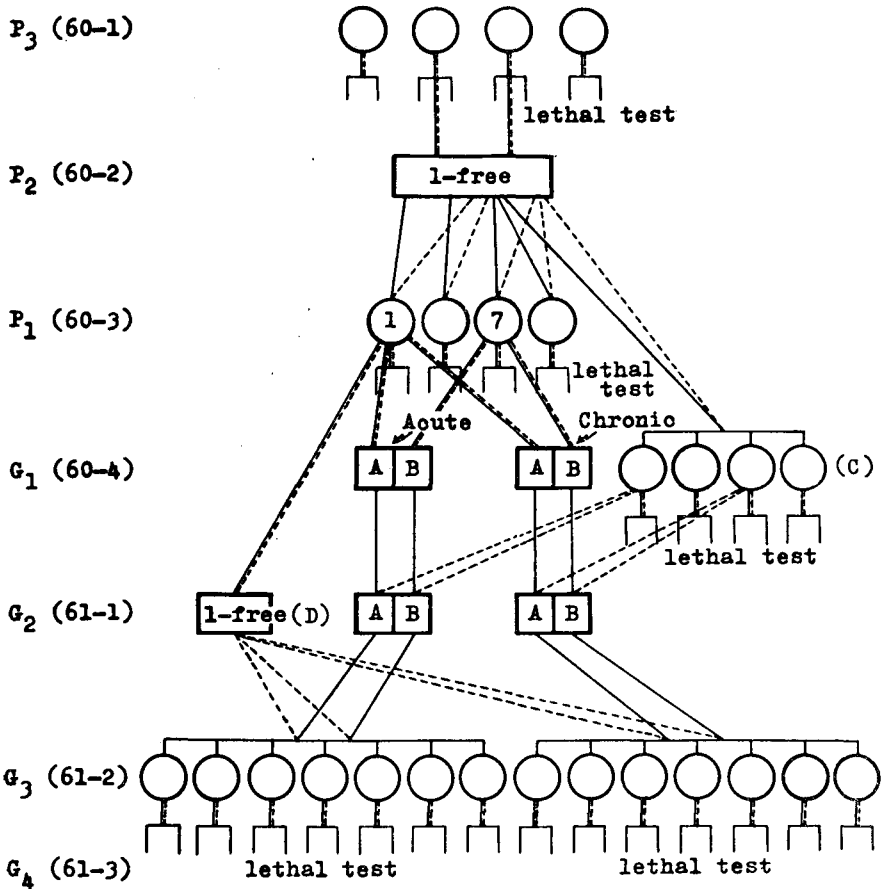 P3 (60-1)
lethal test
P2 (60-2)
l-free
P1 (60-3)
1
7
lethal
test
Acute
Chronic
G1 (60-4)
A B
A B
(C)
lethal test
G2 (61-1)
l-free (D)
A B
A B
G3 (61-2)
G4 (61-3)
lethal test
lethal test